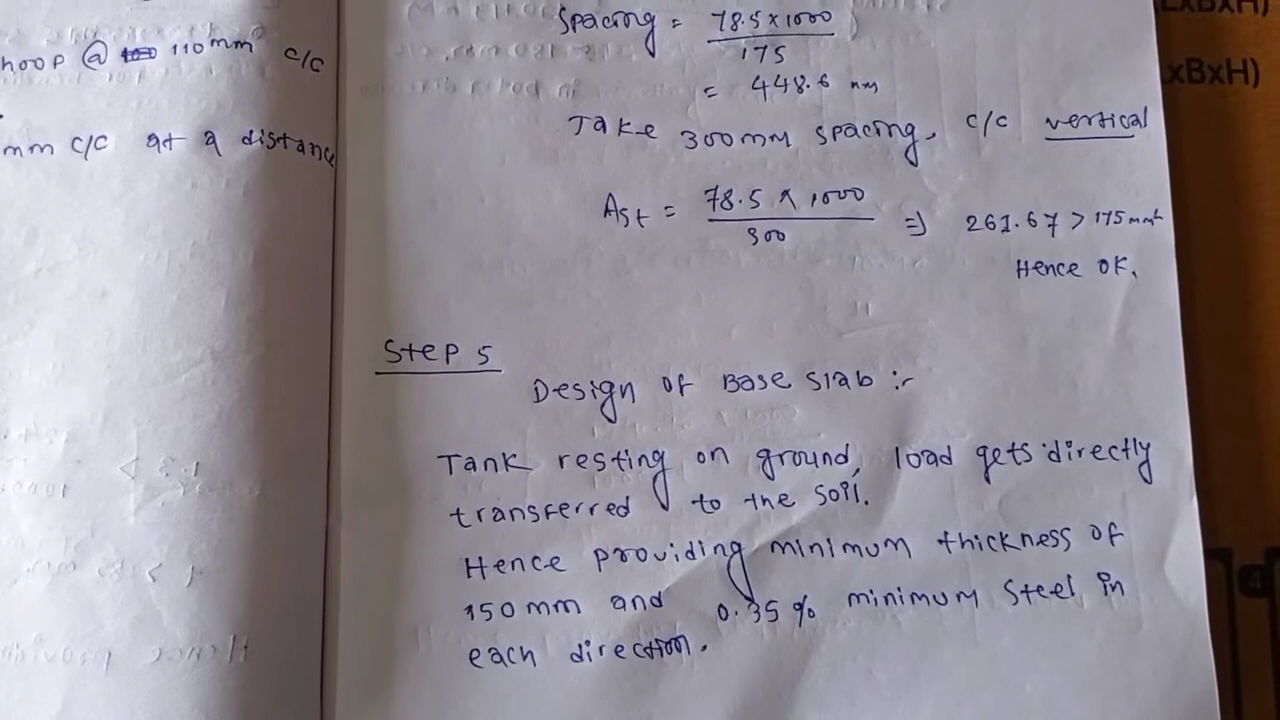 hoop @ 110mm c/c
mm c/c at a distance
Spacing = 78.5 x 1000
175
= 448.6 mm
Take 300mm spacing, c/c vertical
Ast = 78.5 x 1000 ⇒ 261.67 > 175mm²
300
Hence OK.
Step 5
Design of Base Slab :-
Tank resting on ground, load gets directly
transferred to the soil.
Hence providing minimum thickness of
150mm and 0.35% minimum steel in
each direction.
LxBxH)
xBxH)